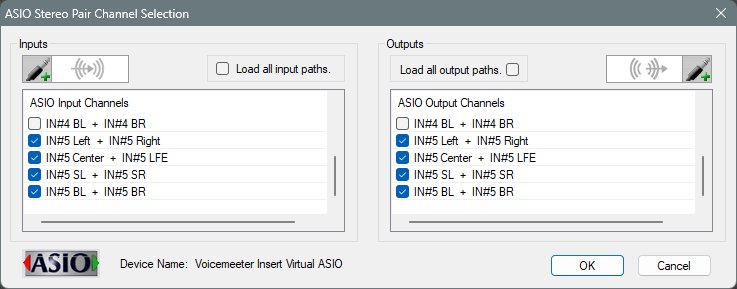 ASIO Stereo Pair Channel Selection
Inputs
Load all input paths.
ASIO Input Channels
IN#4 BL + IN#4 BR
IN#5 Left + IN#5 Right
IN#5 Center + IN#5 LFE
IN#5 SL + IN#5 SR
IN#5 BL + IN#5 BR
Outputs
Load all output paths.
ASIO Output Channels
IN#4 BL + IN#4 BR
IN#5 Left + IN#5 Right
IN#5 Center + IN#5 LFE
IN#5 SL + IN#5 SR
IN#5 BL + IN#5 BR
ASIO
Device Name: Voicemeeter Insert Virtual ASIO
OK
Cancel